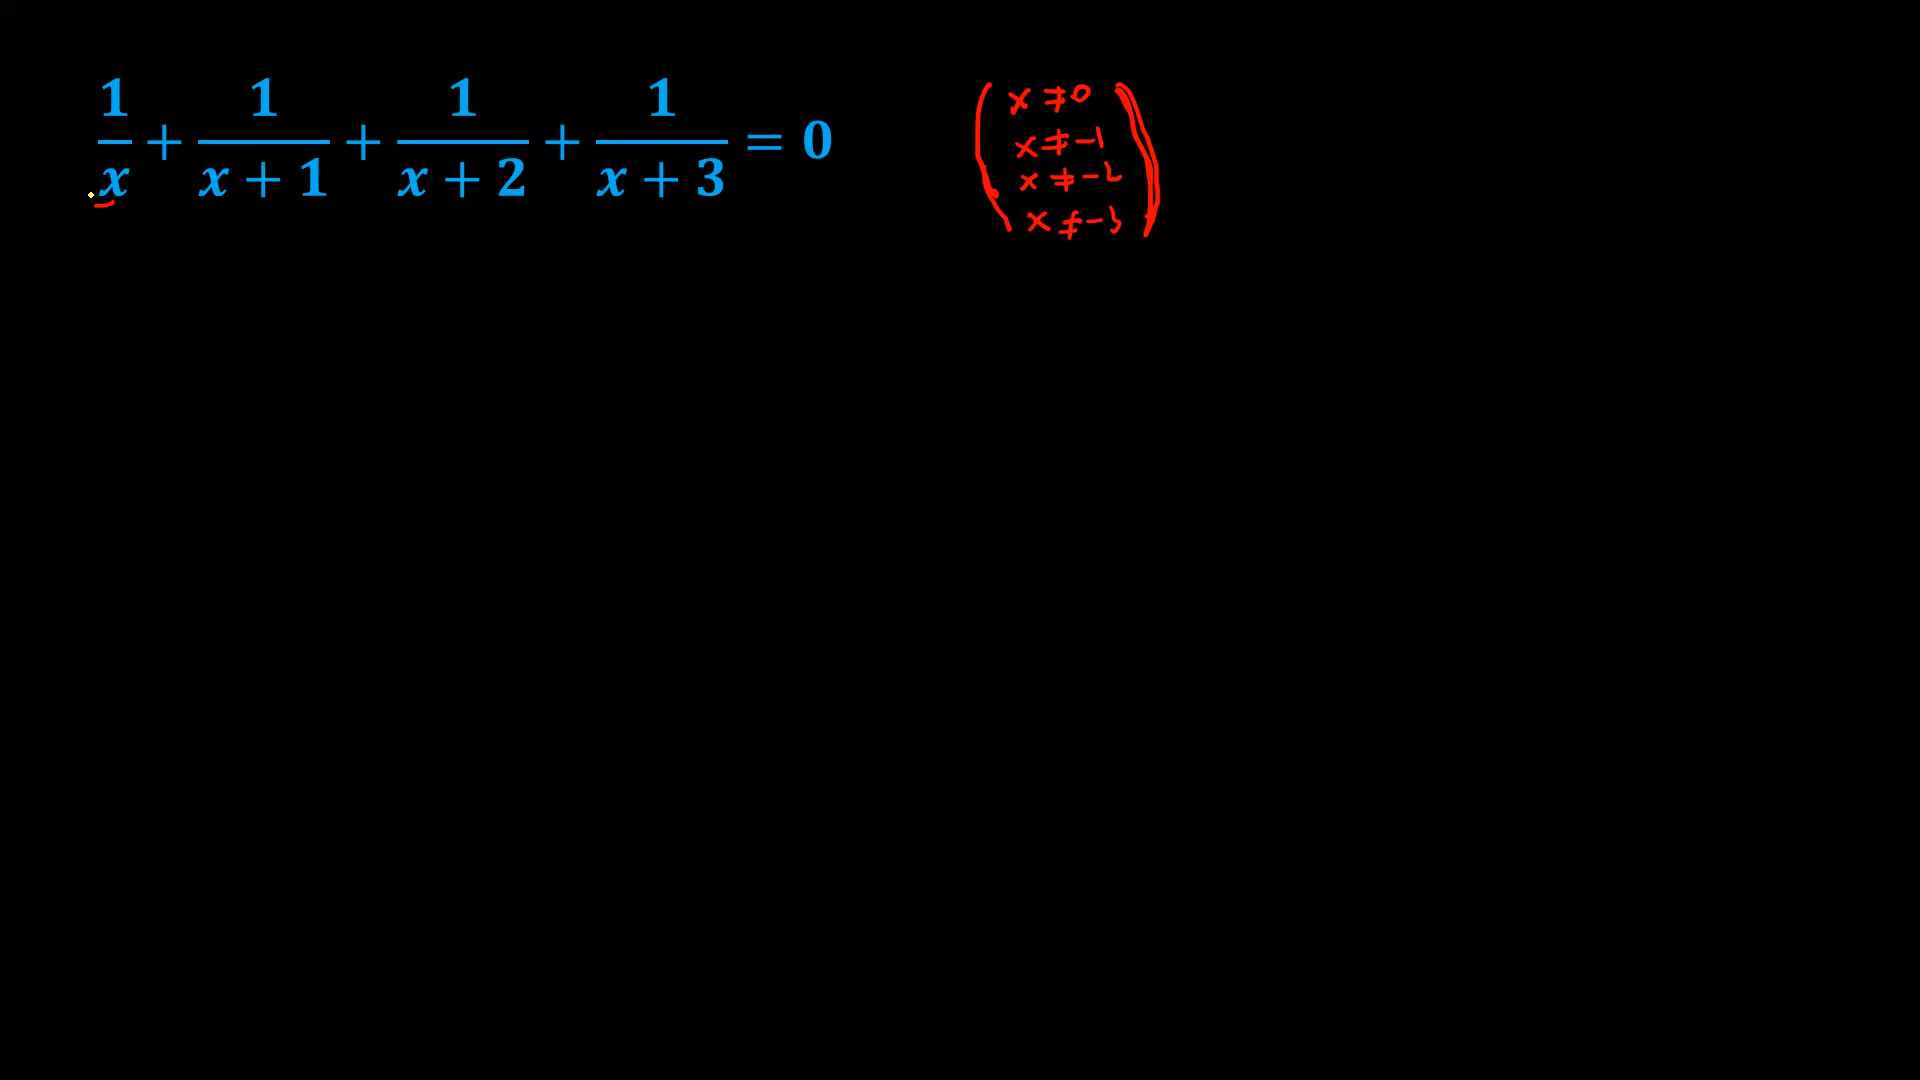 1/x + 1/(x + 1) + 1/(x + 2) + 1/(x + 3) = 0
x ≠ 0
x ≠ -1
x ≠ -2
x ≠ -3